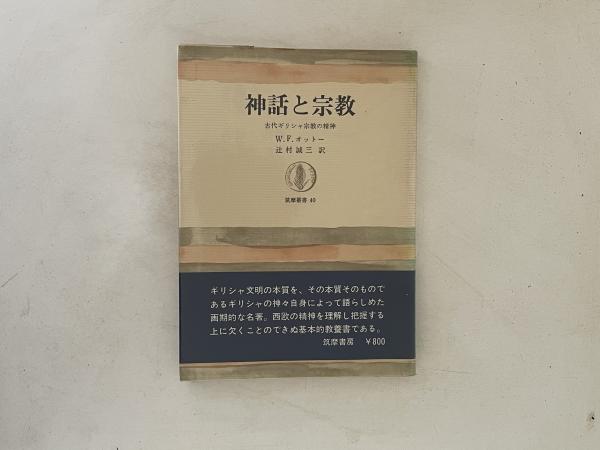 神話と宗教
古代ギリシャ宗教の精神
W.F.オットー
辻村誠三 訳
筑摩叢書 40
ギリシャ文明の本質を、その本質そのもので
あるギリシャの神々自身によって語らしめた
画期的な名著。西欧の精神を理解し把握する
上に欠くことのできぬ基本的教養書である。
筑摩書房 ￥800